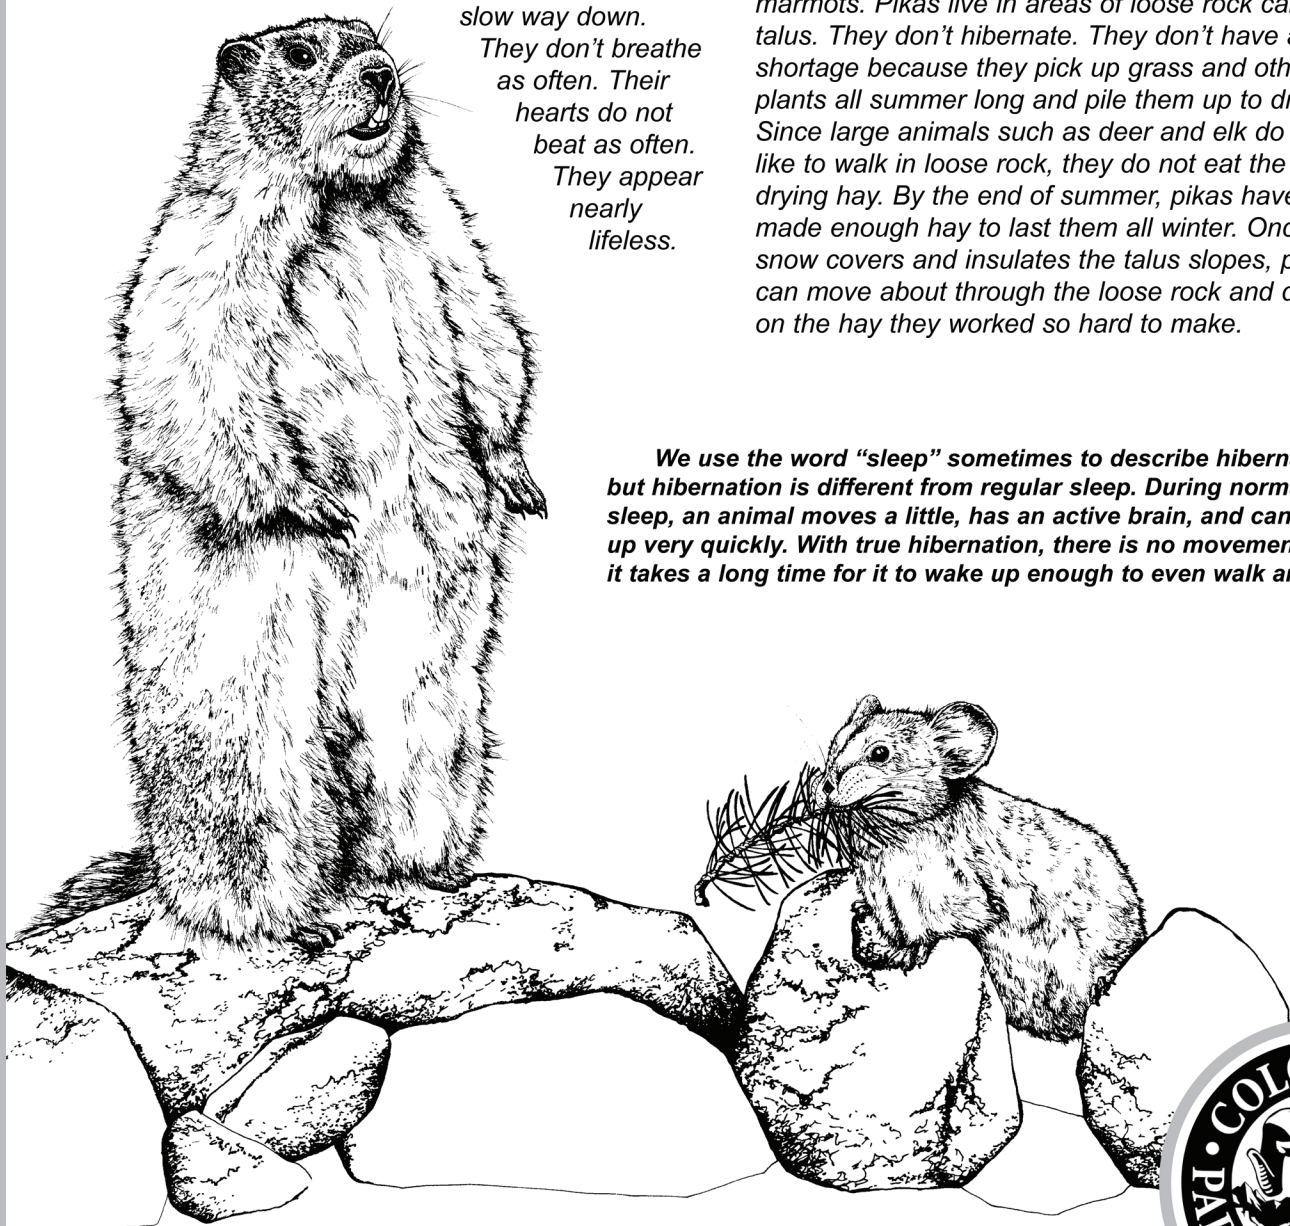 slow way down.
They don’t breathe
as often. Their
hearts do not
beat as often.
They appear
nearly
lifeless.
marmots. Pikas live in areas of loose rock
talus. They don’t hibernate. They don’t have
shortage because they pick up grass and
plants all summer long and pile them up to
Since large animals such as deer and elk do
like to walk in loose rock, they do not eat the
drying hay. By the end of summer, pikas have
made enough hay to last them all winter.
snow covers and insulates the talus slopes,
can move about through the loose rock and
on the hay they worked so hard to make.
We use the word “sleep” sometimes to describe
but hibernation is different from regular sleep. During
sleep, an animal moves a little, has an active brain, and can
up very quickly. With true hibernation, there is no
it takes a long time for it to wake up enough to even walk